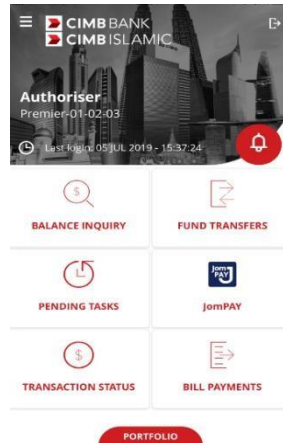 CIMB BANK
CIMB ISLAMIC
Authoriser
Premier-01-02-03
Last login: 05 JUL 2019 - 15:37:24
BALANCE INQUIRY
FUND TRANSFERS
PENDING TASKS
Jom
PAY
JomPAY
TRANSACTION STATUS
BILL PAYMENTS
PORTFOLIO